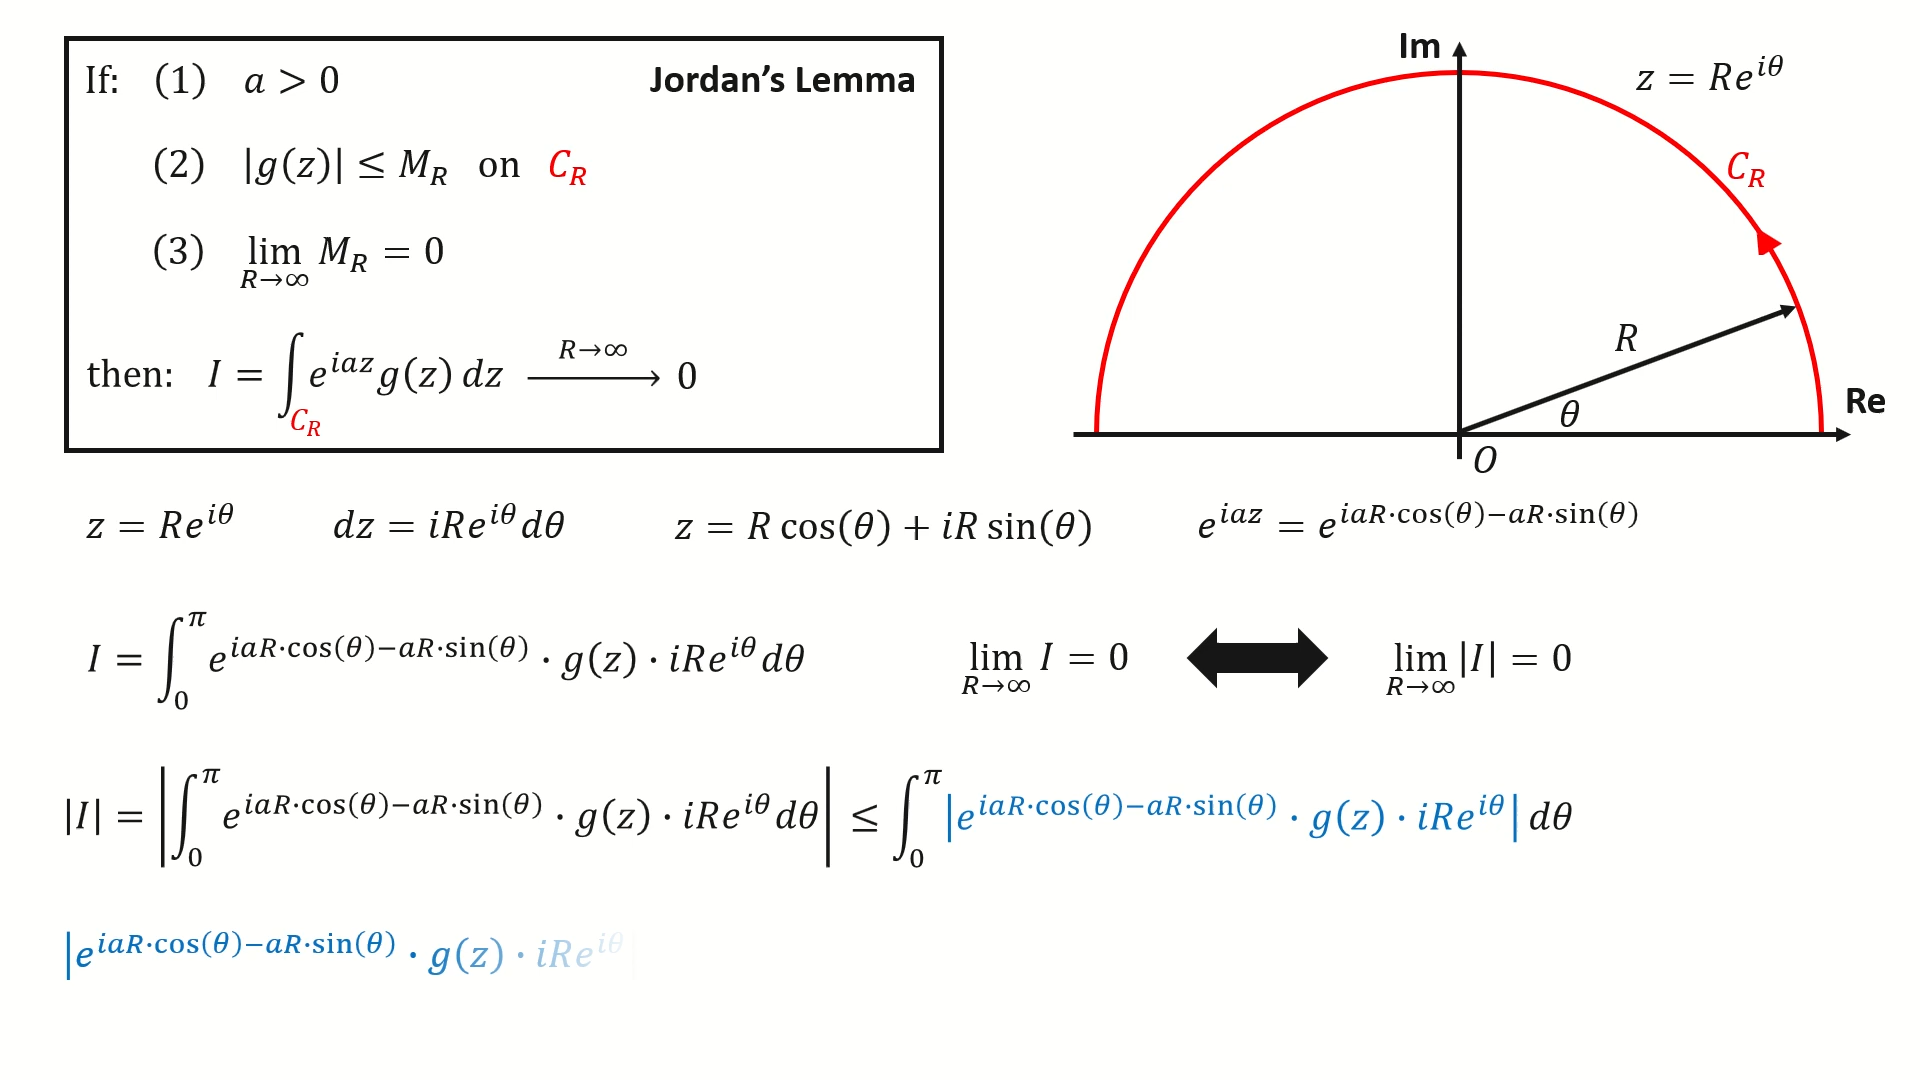 If: (1) a > 0 Jordan's Lemma
(2) |g(z)| ≤ M_R on C_R
(3) lim_{R→∞} M_R = 0
then: I = ∫_{C_R} e^{iaz} g(z) dz \xrightarrow{R→∞} 0
Im
z = Re^{iθ}
C_R
R
θ
Re
O
z = Re^{iθ} dz = iRe^{iθ}dθ z = R cos(θ) + iR sin(θ) e^{iaz} = e^{iaR·cos(θ)−aR·sin(θ)}
I = ∫_0^π e^{iaR·cos(θ)−aR·sin(θ)} · g(z) · iRe^{iθ}dθ lim_{R→∞} I = 0 ⟺ lim_{R→∞} |I| = 0
|I| = |∫_0^π e^{iaR·cos(θ)−aR·sin(θ)} · g(z) · iRe^{iθ}dθ| ≤ ∫_0^π |e^{iaR·cos(θ)−aR·sin(θ)} · g(z) · iRe^{iθ}| dθ
|e^{iaR·cos(θ)−aR·sin(θ)} · g(z) · iRe^{iθ}|